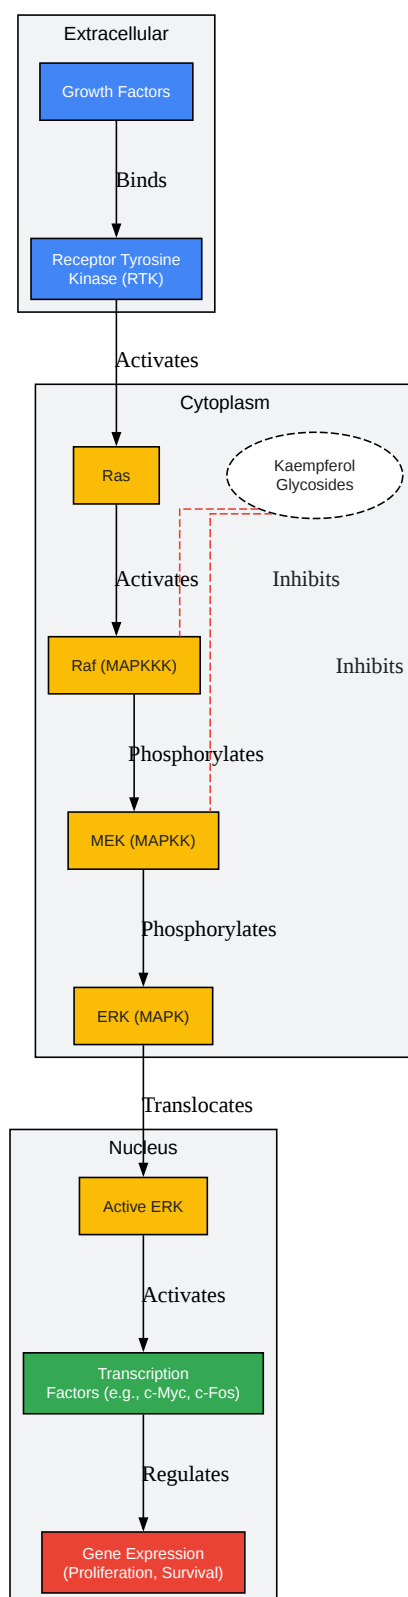 Extracellular
Growth Factors
Binds
Receptor Tyrosine
Kinase (RTK)
Activates
Cytoplasm
Kaempferol
Glycosides
Ras
Activates
Inhibits
Raf (MAPKKK)
Inhibits
Phosphorylates
MEK (MAPKK)
Phosphorylates
ERK (MAPK)
Translocates
Nucleus
Active ERK
Activates
Transcription
Factors (e.g., c-Myc, c-Fos)
Regulates
Gene Expression
(Proliferation, Survival)